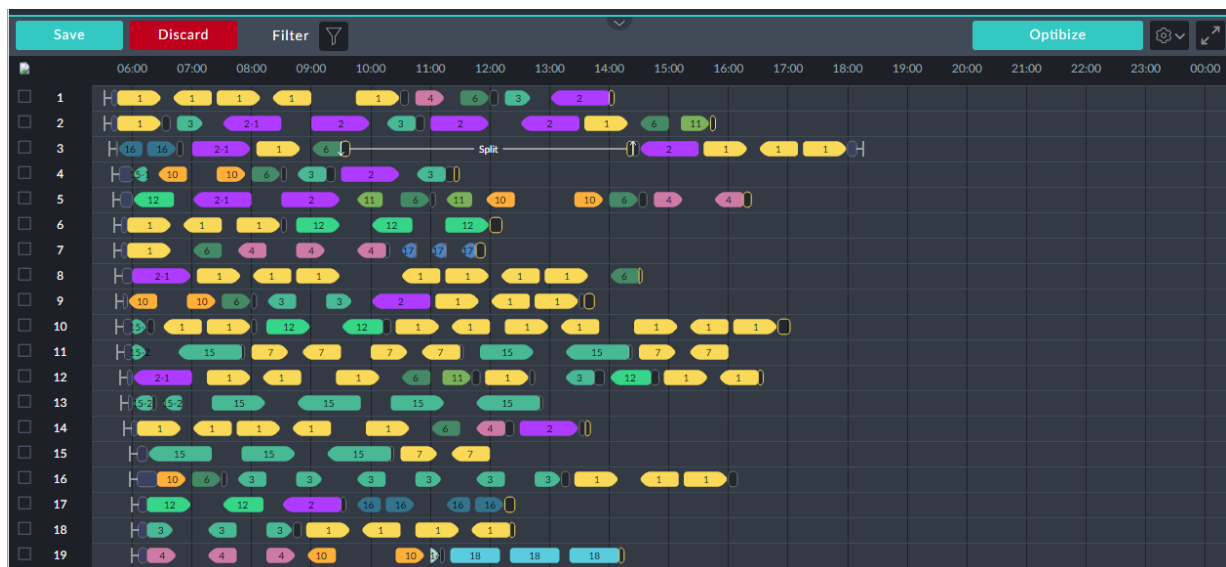 Save Discard Filter Optibize
06:00 07:00 08:00 09:00 10:00 11:00 12:00 13:00 14:00 15:00 16:00 17:00 18:00 19:00 20:00 21:00 22:00 23:00 00:00
1 1 1 1 1 1 4 6 3 2
2 1 3 2-1 2 3 2 2 1 6 11
3 16 16 2-1 1 6 Split 2 1 1 1
4 10 10 6 3 2 3
5 12 2-1 2 11 6 11 10 10 6 4 4
6 1 1 1 12 12 12
7 1 6 4 4 4 17 17 17
8 2-1 1 1 1 1 1 1 1 6
9 10 10 6 3 3 2 1 1 1
10 1 1 12 12 1 1 1 1 1 1 1
11 15 7 7 7 7 15 15 7 7
12 2-1 1 1 1 6 11 1 3 12 1 1
13 15 15 15 15
14 1 1 1 1 1 6 4 2
15 15 15 15 7 7
16 10 6 3 3 3 3 3 3 1 1 1
17 12 12 2 16 16 16 16
18 3 3 3 1 1 1 1
19 4 4 4 10 10 18 18 18